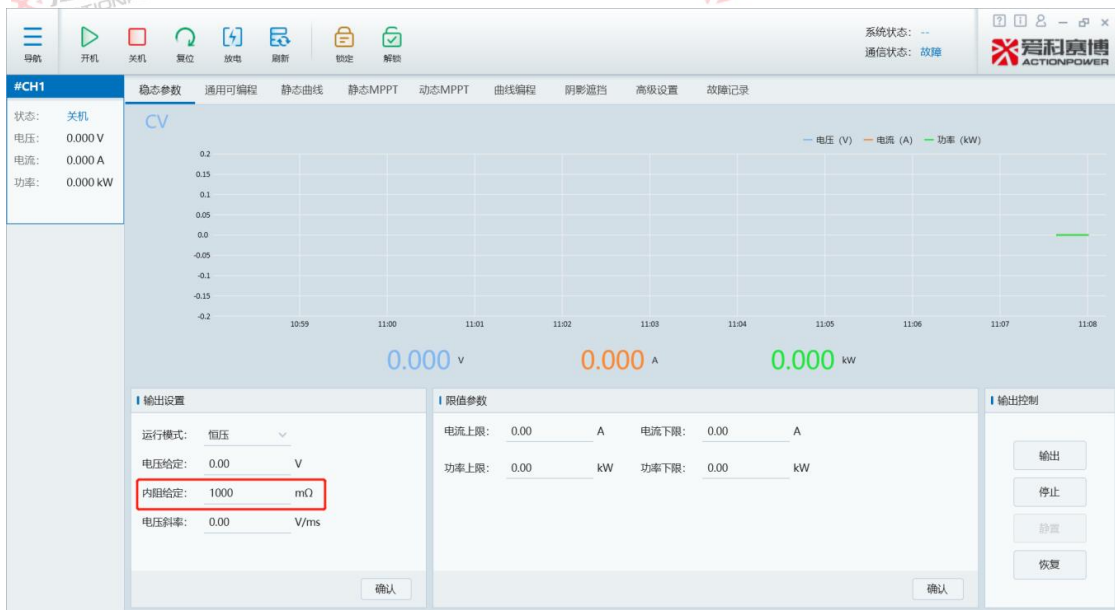 导航 开机 关机 复位 放电 刷新 锁定 解锁
系统状态: --
通信状态: 故障
爱科赛博
ACTIONPOWER
#CH1
状态: 关机
电压: 0.000 V
电流: 0.000 A
功率: 0.000 kW
稳态参数 通用可编程 静态曲线 静态MPPT 动态MPPT 曲线编程 阴影遮挡 高级设置 故障记录
CV
电压 (V) 电流 (A) 功率 (kW)
0.2
0.15
0.1
0.05
0.0
-0.05
-0.1
-0.15
-0.2
10:59 11:00 11:01 11:02 11:03 11:04 11:05 11:06 11:07 11:08
0.000 V 0.000 A 0.000 kW
输出设置
运行模式: 恒压
电压给定: 0.00 V
内阻给定: 1000 mΩ
电压斜率: 0.00 V/ms
确认
限值参数
电流上限: 0.00 A 电流下限: 0.00 A
功率上限: 0.00 kW 功率下限: 0.00 kW
确认
输出控制
输出
停止
静置
恢复